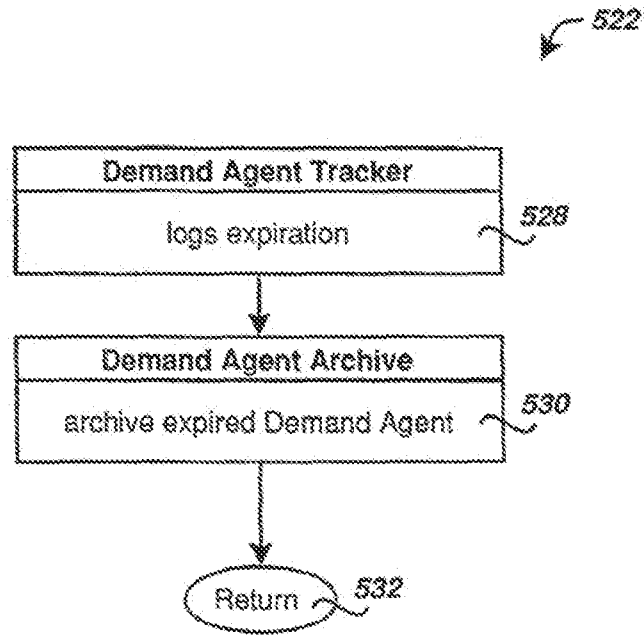 522
Demand Agent Tracker
logs expiration
528
Demand Agent Archive
archive expired Demand Agent
530
Return
532